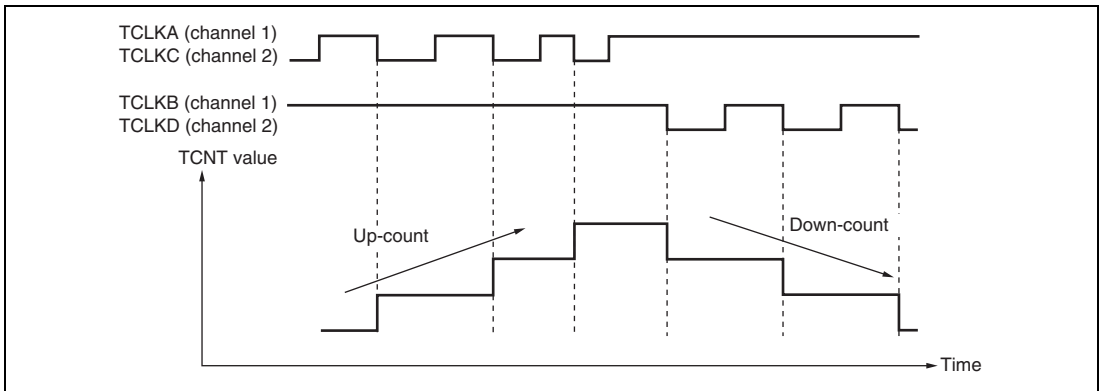 TCLKA (channel 1)
TCLKC (channel 2)
TCLKB (channel 1)
TCLKD (channel 2)
TCNT value
Up-count
Down-count
Time